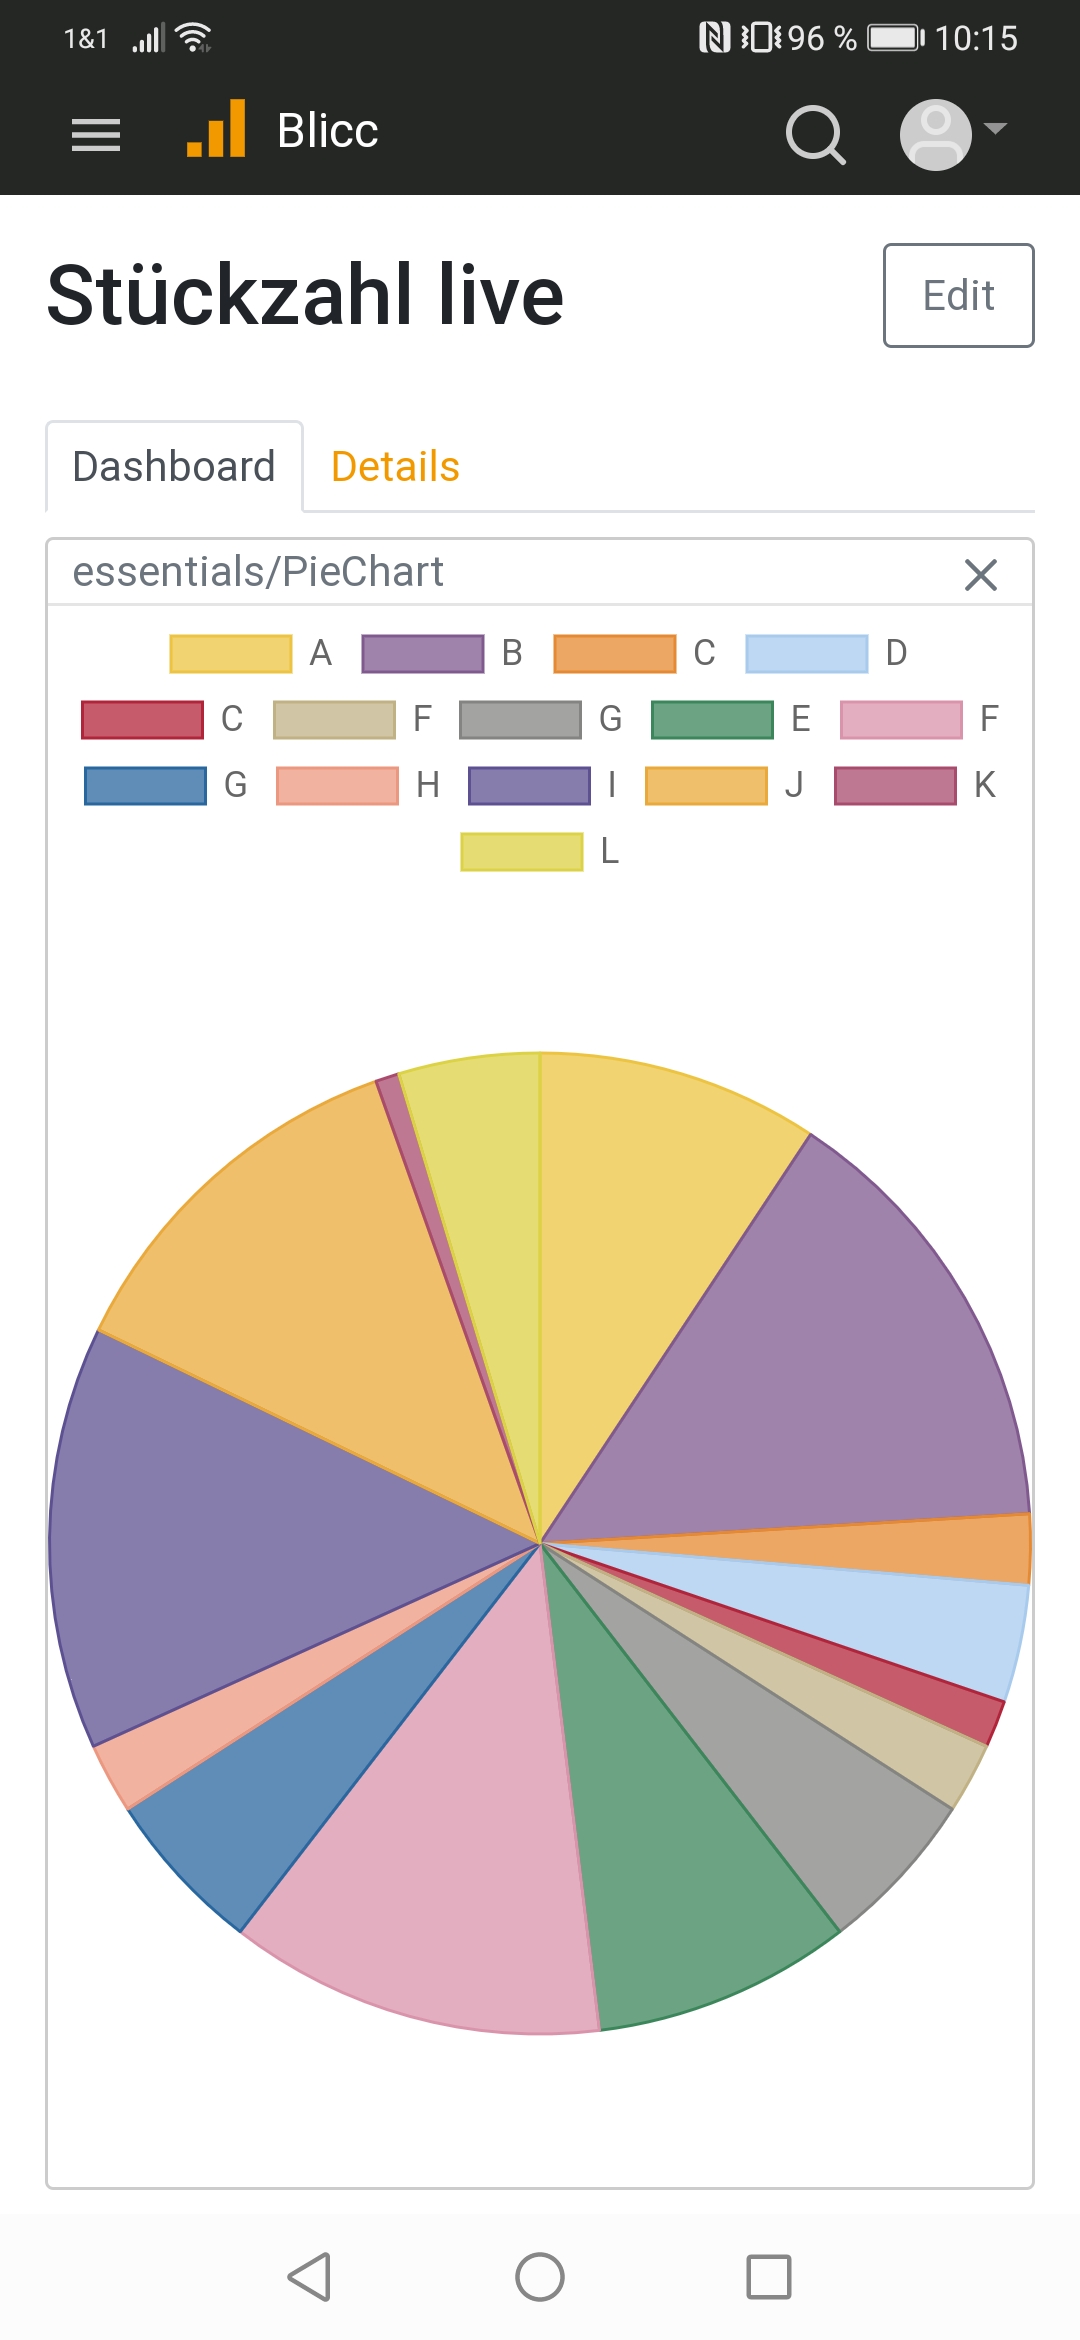 1&1 96 % 10:15
Blicc
Stückzahl live Edit
Dashboard Details
essentials/PieChart
A B C D
C F G E F
G H I J K
L